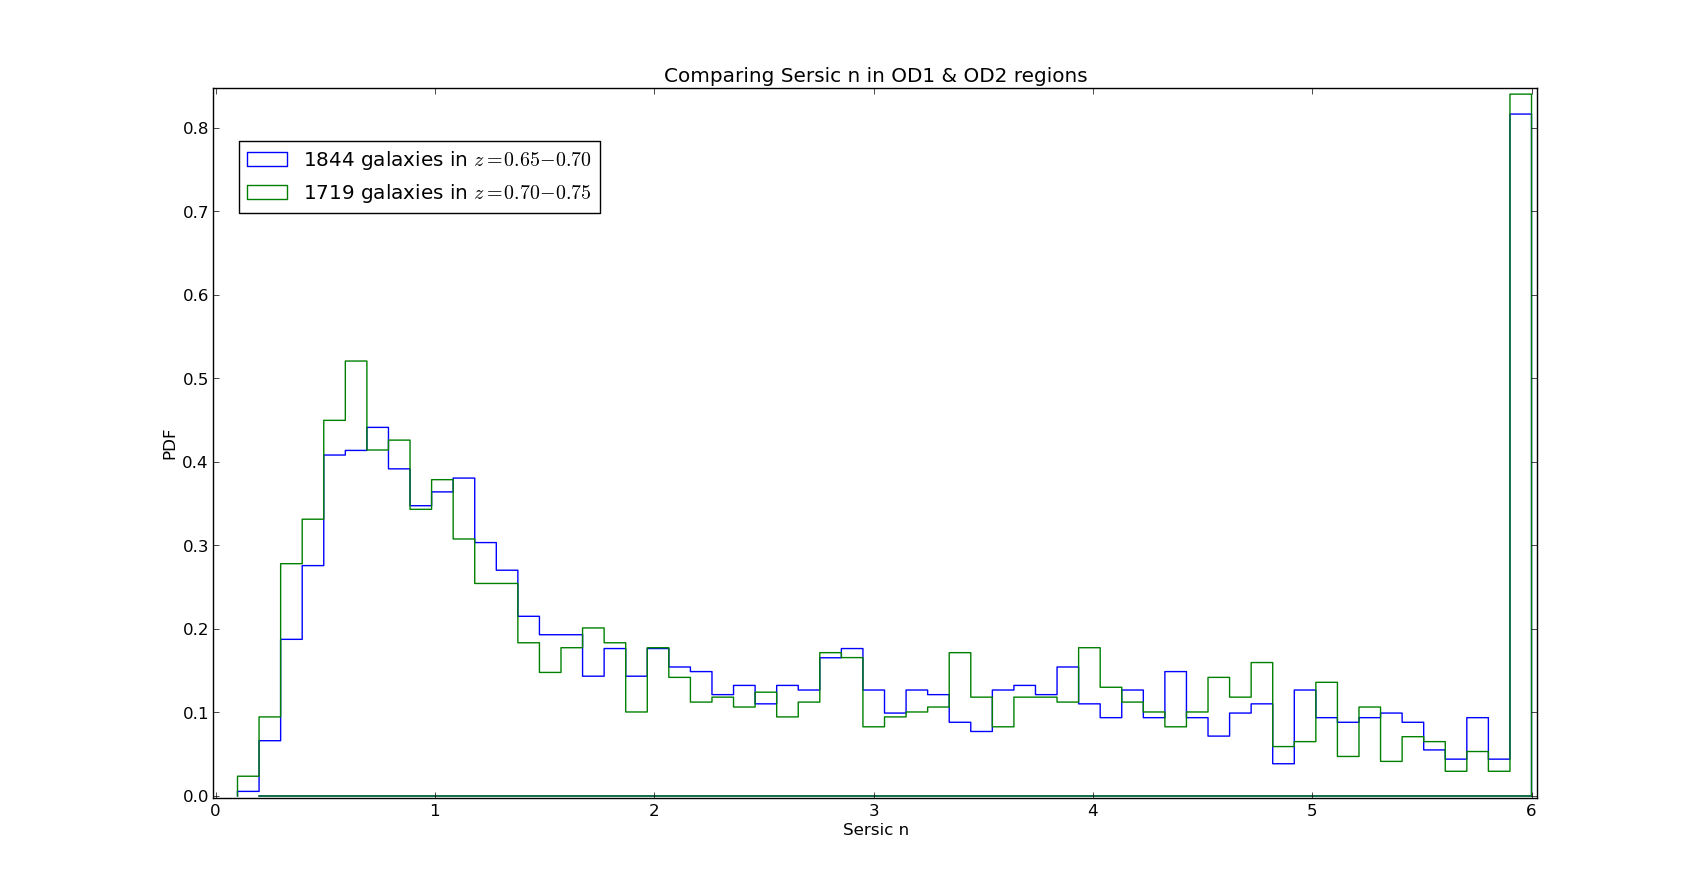 Comparing Sersic n in OD1 & OD2 regions
1844 galaxies in z=0.65−0.70
1719 galaxies in z=0.70−0.75
PDF
0.8
0.7
0.6
0.5
0.4
0.3
0.2
0.1
0.0
0 1 2 3 4 5 6
Sersic n